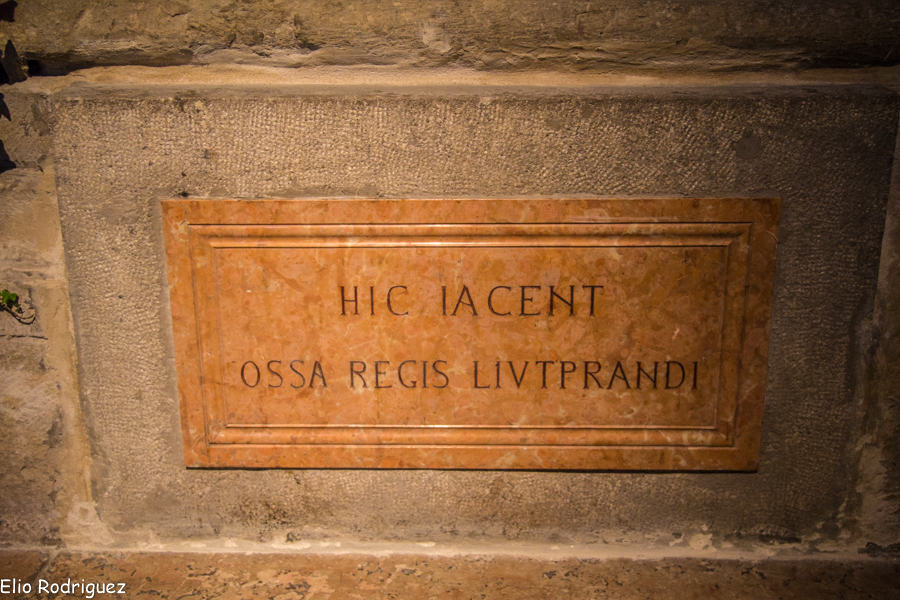 HIC IACENT
OSSA REGIS LIVTPRANDI
Elio Rodriguez